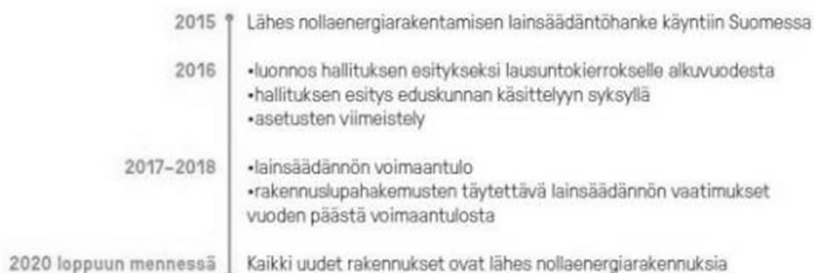 2015 Lähes nollaenergiarakentamisen lainsäädäntöhanke käyntiin Suomessa
2016 •luonnos hallituksen esitykseksi lausuntokierrokselle alkuvuodesta
•hallituksen esitys eduskunnan käsittelyyn syksyllä
•asetusten viimeistely
2017–2018 •lainsäädännön voimaantulo
•rakennuslupahakemusten täytettävä lainsäädännön vaatimukset
vuoden päästä voimaantulosta
2020 loppuun mennessä Kaikki uudet rakennukset ovat lähes nollaenergiarakennuksia